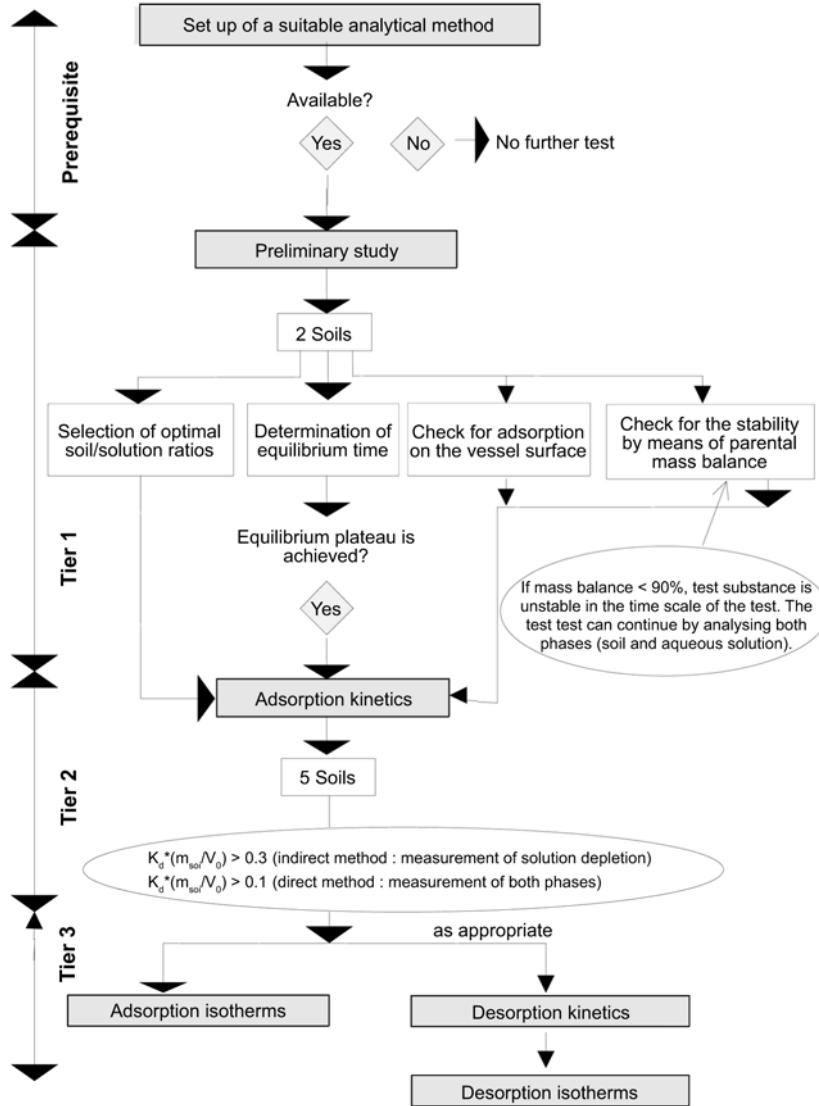 Set up of a suitable analytical method
Available?
Yes
No
No further test
Prerequisite
Preliminary study
2 Soils
Selection of optimal
soil/solution ratios
Determination of
equilibrium time
Check for adsorption
on the vessel surface
Check for the stability
by means of parental
mass balance
Equilibrium plateau is
achieved?
Yes
If mass balance < 90%, test substance is
unstable in the time scale of the test. The
test test can continue by analysing both
phases (soil and aqueous solution).
Tier 1
Adsorption kinetics
5 Soils
Tier 2
K_d*(m_soil/V_0) > 0.3 (indirect method : measurement of solution depletion)
K_d*(m_soil/V_0) > 0.1 (direct method : measurement of both phases)
as appropriate
Tier 3
Adsorption isotherms
Desorption kinetics
Desorption isotherms